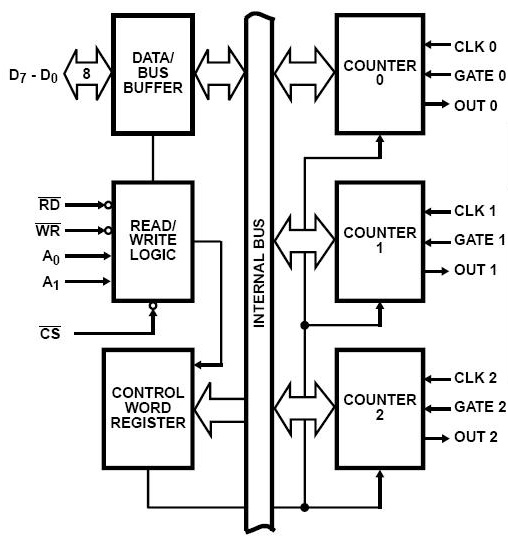 D7 - D0
8
DATA/
BUS
BUFFER
COUNTER
0
CLK 0
GATE 0
OUT 0
RD
WR
A0
A1
CS
READ/
WRITE
LOGIC
INTERNAL BUS
COUNTER
1
CLK 1
GATE 1
OUT 1
CONTROL
WORD
REGISTER
COUNTER
2
CLK 2
GATE 2
OUT 2